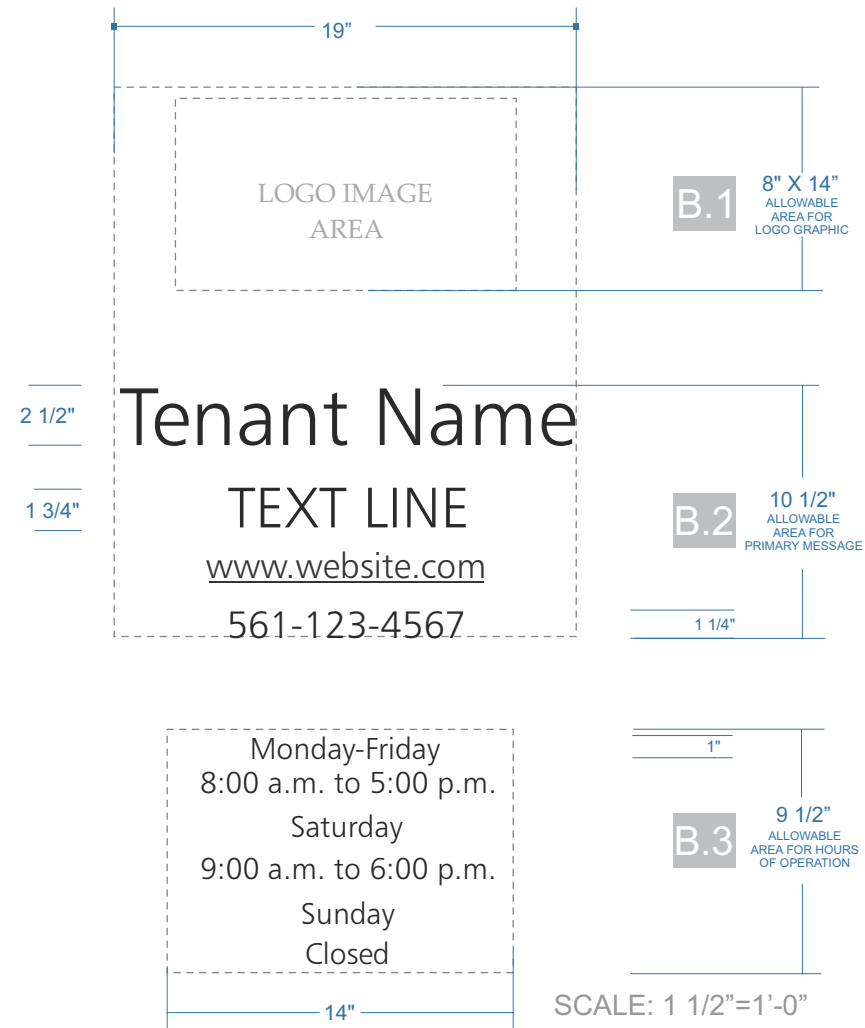 19”
LOGO IMAGE
AREA
B.1
8" X 14”
ALLOWABLE
AREA FOR
LOGO GRAPHIC
2 1/2"
Tenant Name
1 3/4"
TEXT LINE
www.website.com
561-123-4567
B.2
10 1/2"
ALLOWABLE
AREA FOR
PRIMARY MESSAGE
1 1/4"
Monday-Friday
8:00 a.m. to 5:00 p.m.
Saturday
9:00 a.m. to 6:00 p.m.
Sunday
Closed
1"
B.3
9 1/2”
ALLOWABLE
AREA FOR HOURS
OF OPERATION
14"
SCALE: 1 1/2”=1’-0”